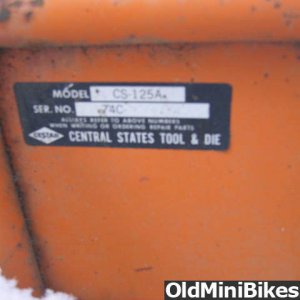 MODEL CS-125A
SER. NO. 74C-
ALWAYS REFER TO ABOVE NUMBERS
WHEN WRITING OR ORDERING REPAIR PARTS
CENTRAL STATES TOOL & DIE
OldMiniBikes